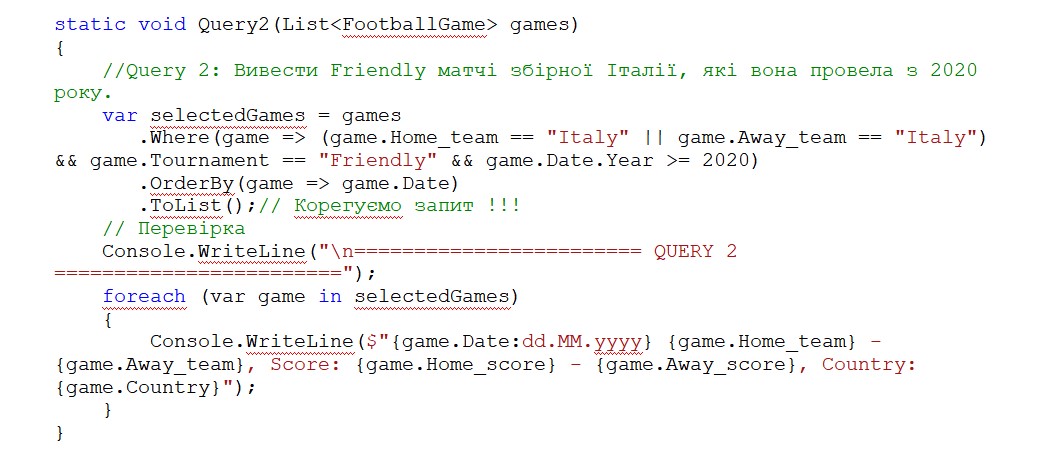 static void Query2(List<FootballGame> games)
{
    //Query 2: Вивести Friendly матчі збірної Італії, які вона провела з 2020
року.
    var selectedGames = games
       .Where(game => (game.Home_team == "Italy" || game.Away_team == "Italy")
&& game.Tournament == "Friendly" && game.Date.Year >= 2020)
       .OrderBy(game => game.Date)
       .ToList();// Корегуємо запит !!!
    // Перевірка
    Console.WriteLine("\n======================== QUERY 2
========================");
    foreach (var game in selectedGames)
    {
        Console.WriteLine($"{game.Date:dd.MM.yyyy} {game.Home_team} –
{game.Away_team}, Score: {game.Home_score} – {game.Away_score}, Country:
{game.Country}");
    }
}